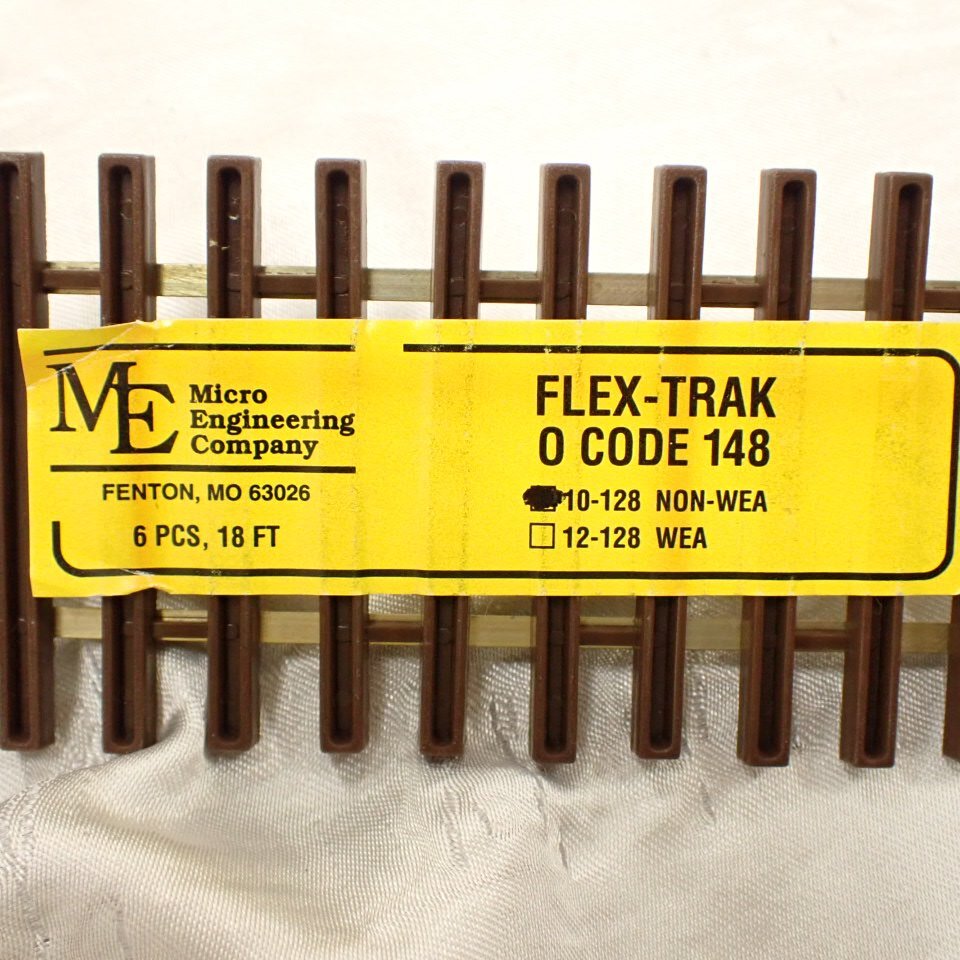 ME Micro
Engineering
Company
FENTON, MO 63026
6 PCS, 18 FT
FLEX-TRAK
O CODE 148
10-128 NON-WEA
12-128 WEA